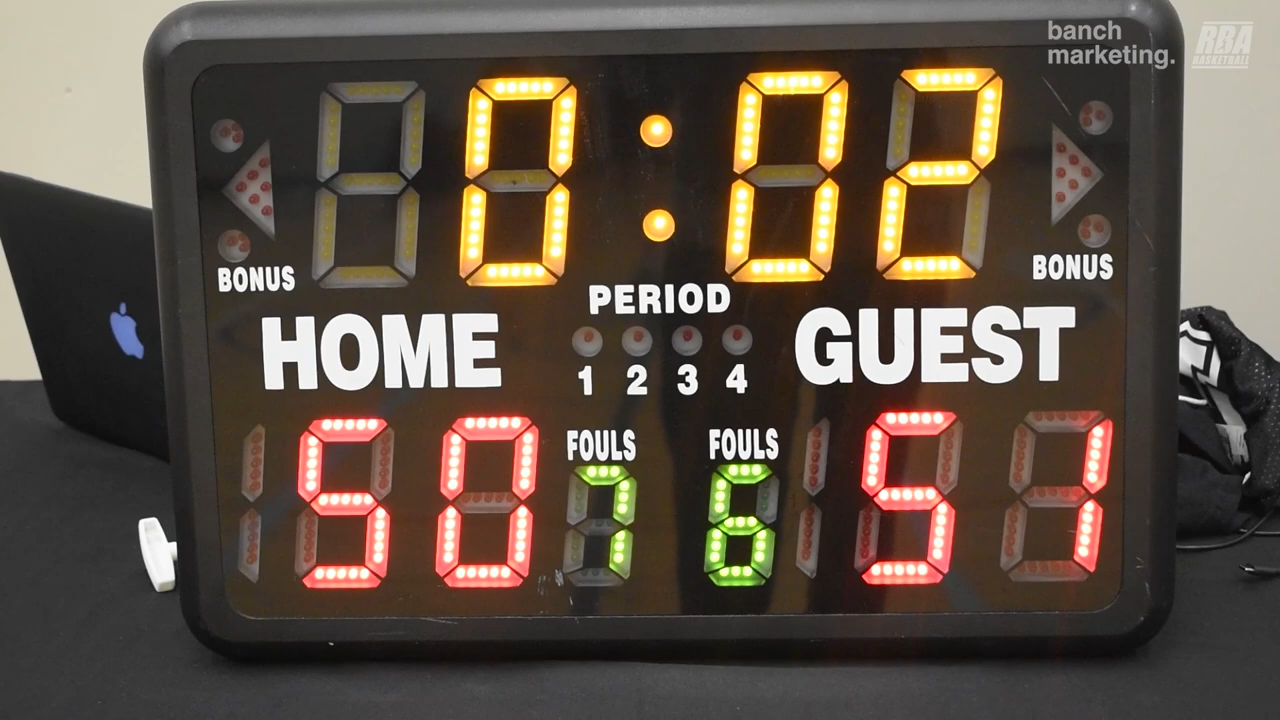 banch
marketing.
RBA
BASKETBALL
0:02
BONUS
BONUS
PERIOD
HOME
GUEST
1 2 3 4
FOULS
FOULS
50
7
6
51